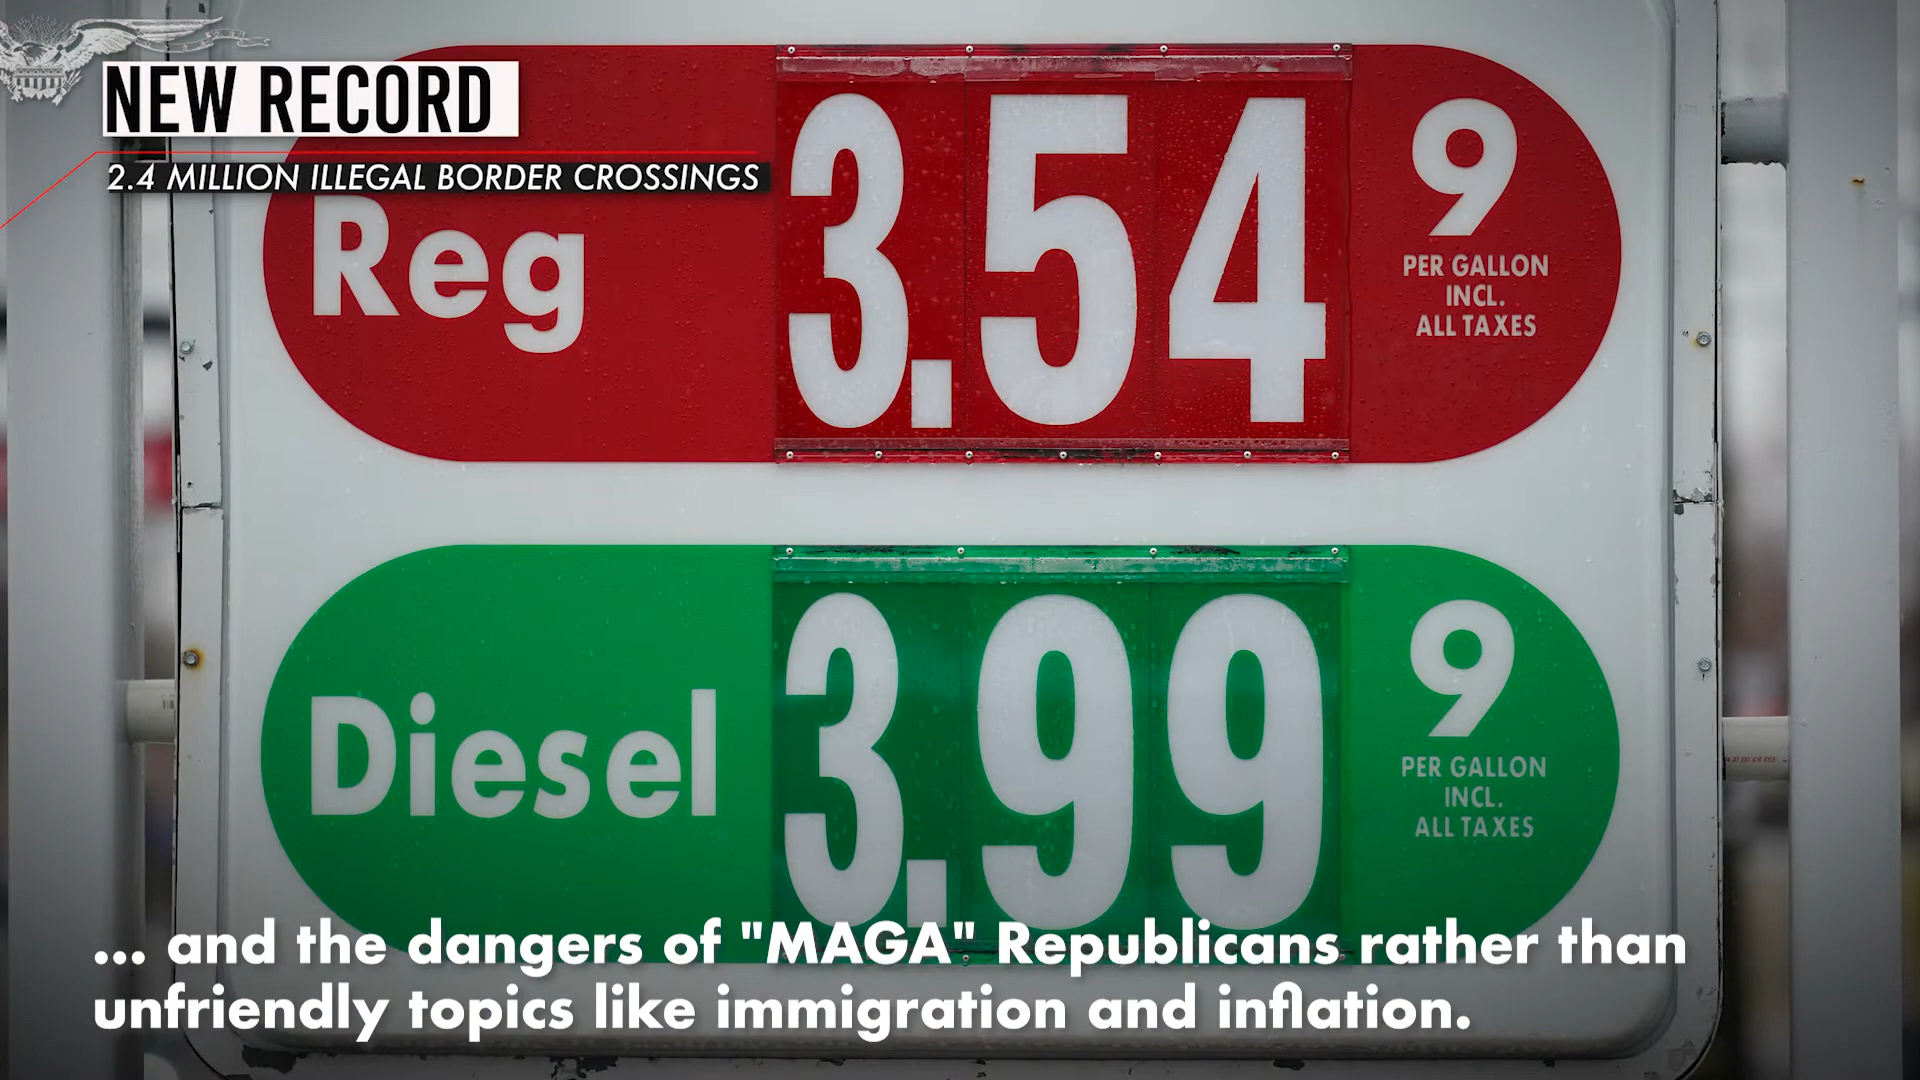 NEW RECORD
2.4 MILLION ILLEGAL BORDER CROSSINGS
Reg
3.54 9
PER GALLON
INCL.
ALL TAXES
Diesel
3.99 9
PER GALLON
INCL.
ALL TAXES
... and the dangers of "MAGA" Republicans rather than
unfriendly topics like immigration and inflation.